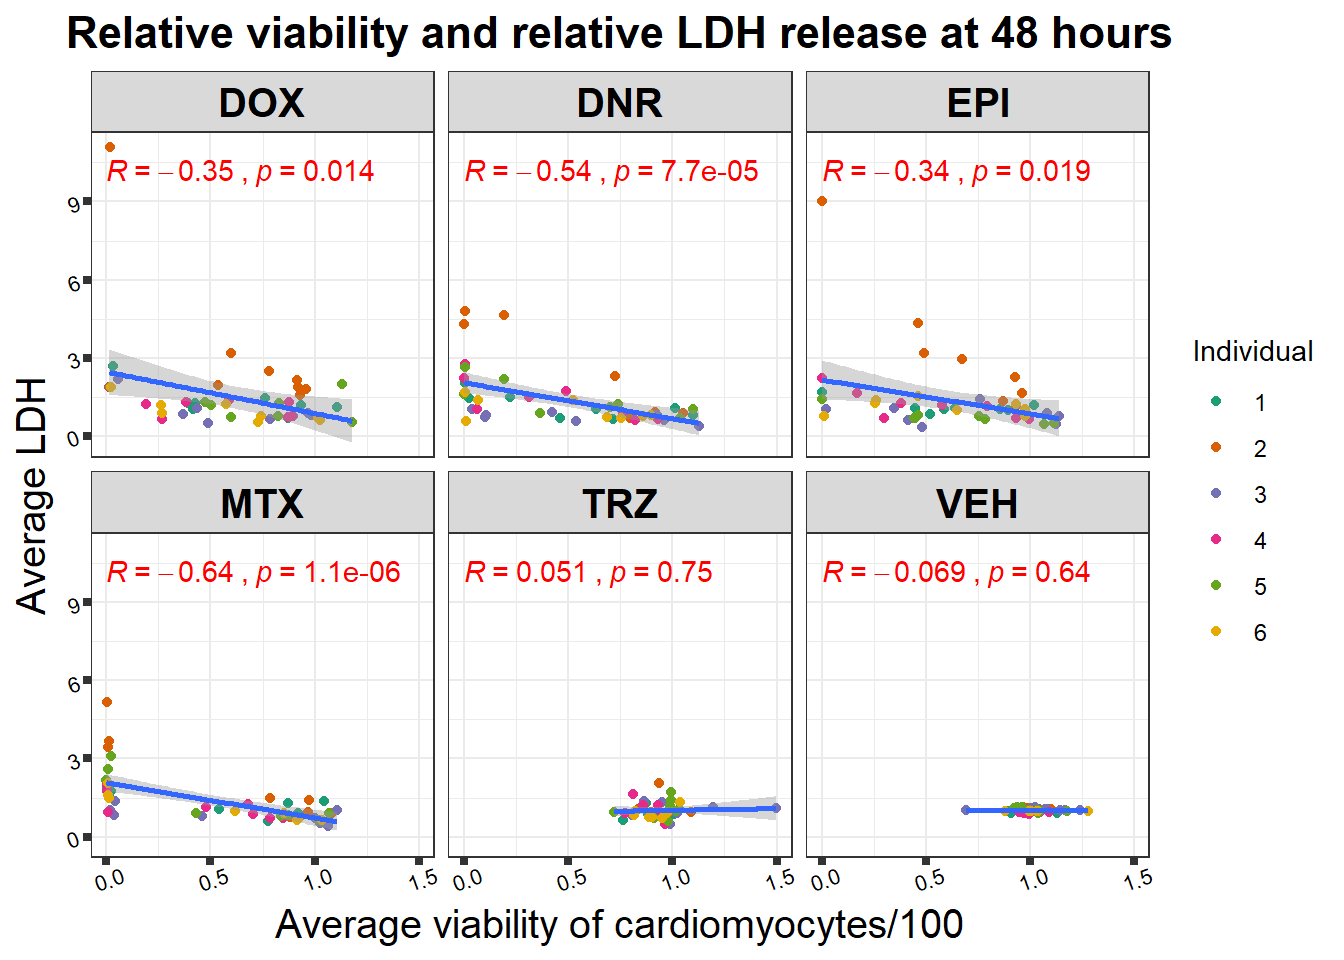 Relative viability and relative LDH release at 48 hours
DOX
DNR
EPI
R = −0.35 , p = 0.014
R = −0.54 , p = 7.7e-05
R = −0.34 , p = 0.019
9
6
3
0
MTX
TRZ
VEH
R = −0.64 , p = 1.1e-06
R = 0.051 , p = 0.75
R = −0.069 , p = 0.64
9
6
3
0
0.0 0.5 1.0 1.5
0.0 0.5 1.0 1.5
0.0 0.5 1.0 1.5
Average LDH
Average viability of cardiomyocytes/100
Individual
1
2
3
4
5
6